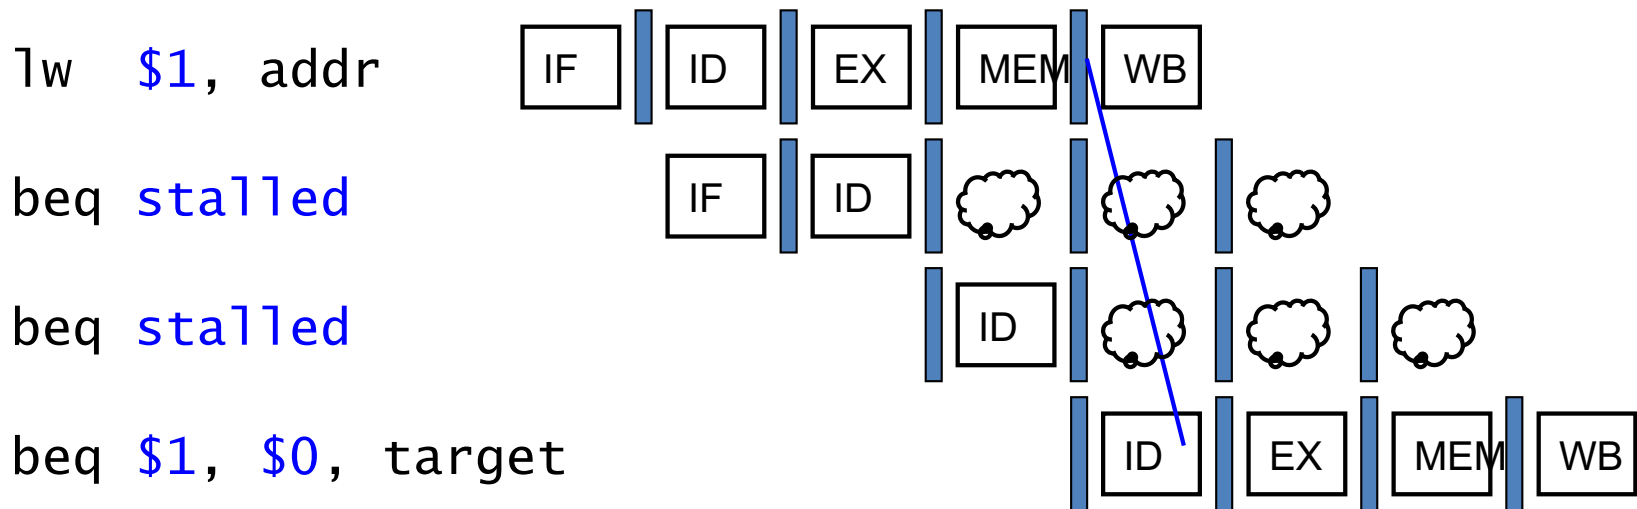 lw $1, addr IF ID EX MEM WB
beq stalled IF ID
beq stalled ID
beq $1, $0, target ID EX MEM WB